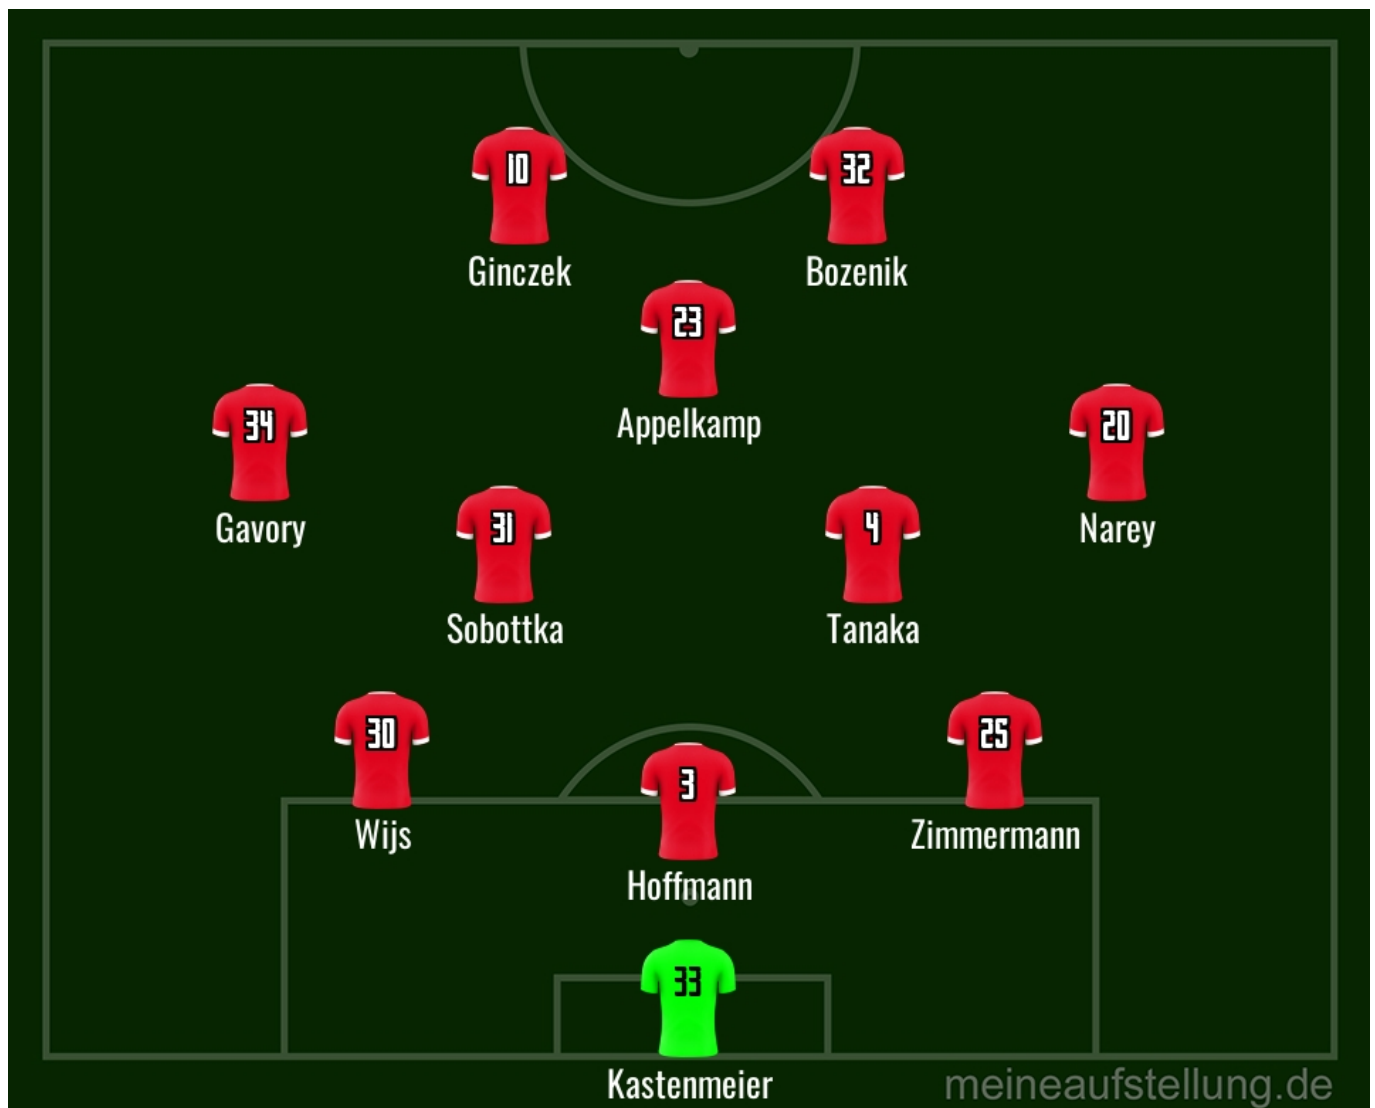 10
32
Ginczek
Bozenik
23
Appelkamp
34
20
Gavory
Narey
31
4
Sobottka
Tanaka
30
25
Wijs
Zimmermann
3
Hoffmann
33
Kastenmeier
meineaufstellung.de